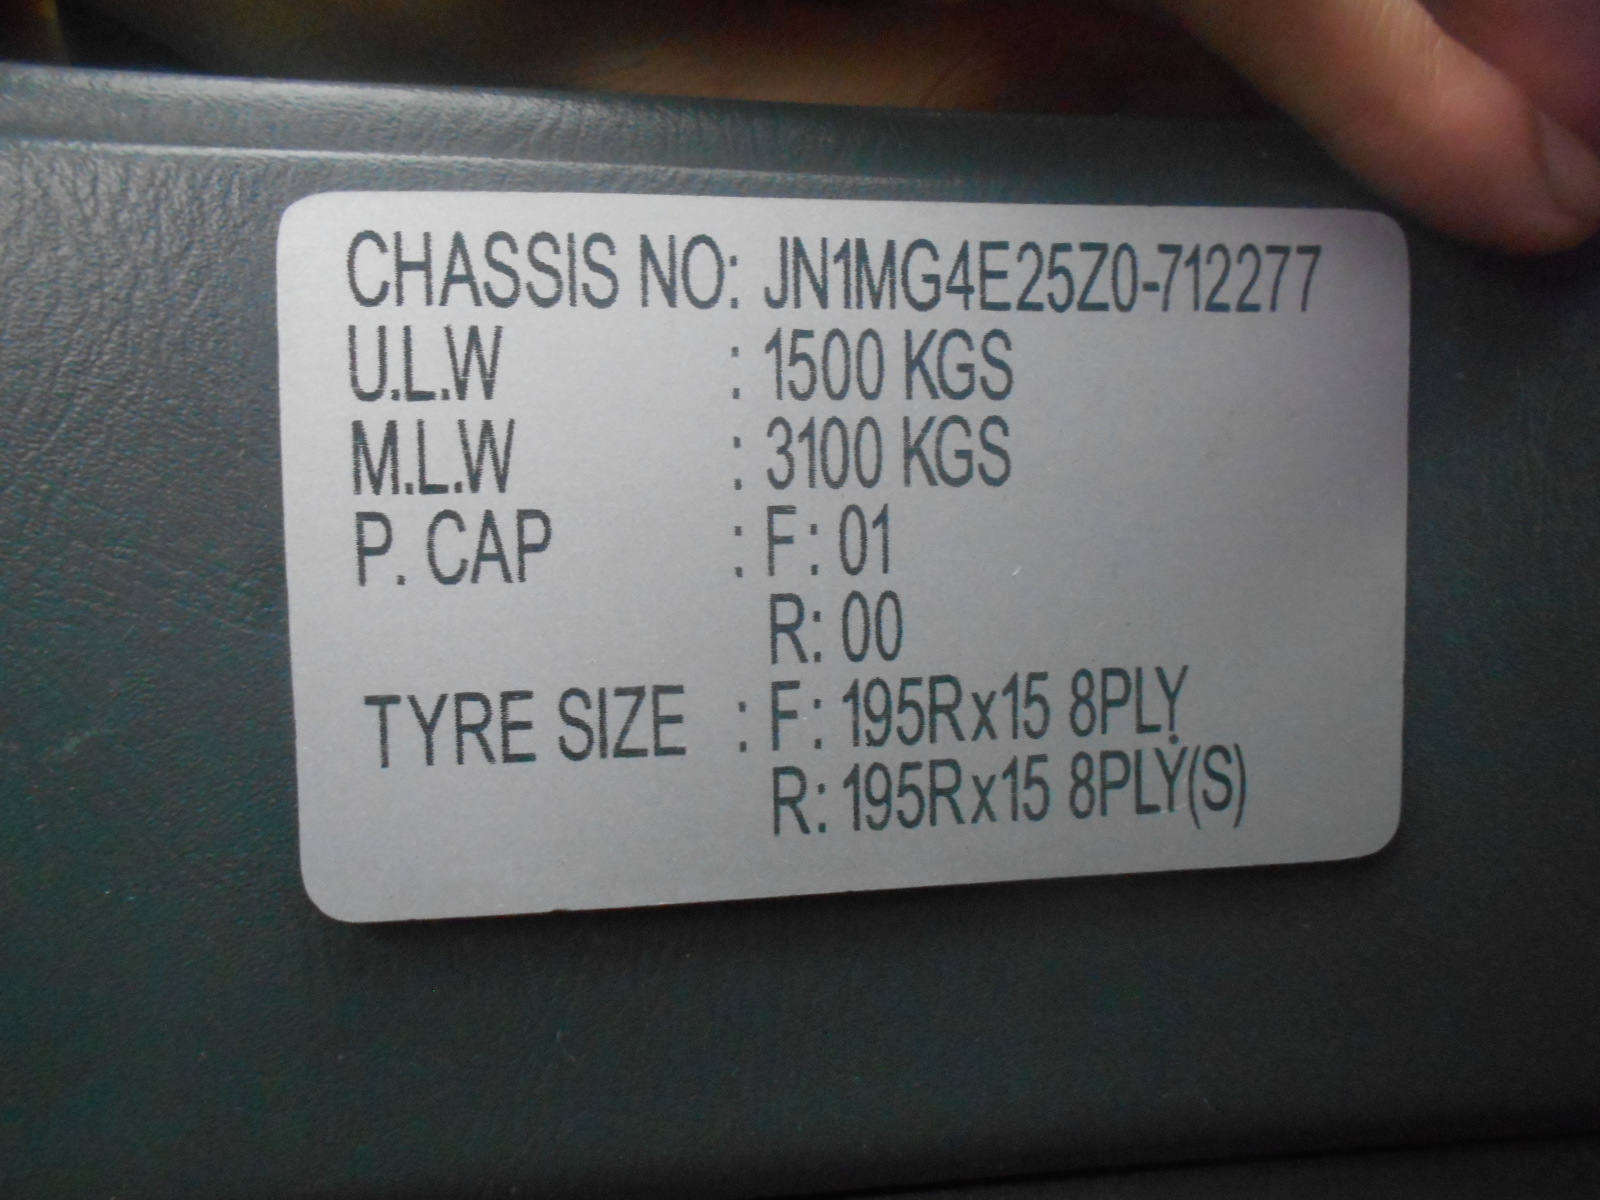 CHASSIS NO: JN1MG4E25Z0-712277
U.L.W : 1500 KGS
M.L.W : 3100 KGS
P. CAP : F: 01
R: 00
TYRE SIZE : F: 195Rx15 8PLY
R: 195Rx15 8PLY(S)